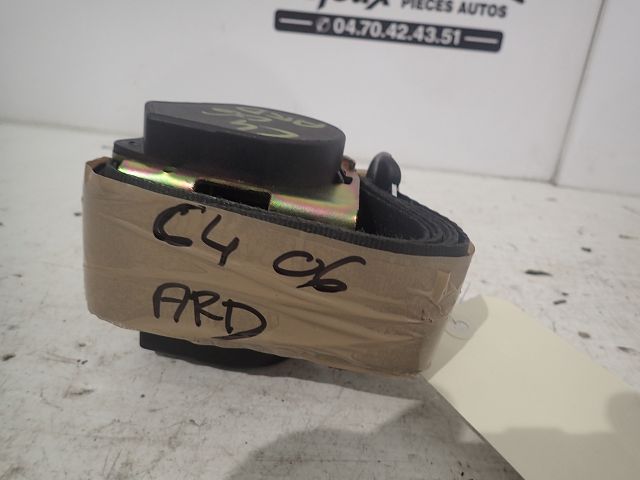 PIECES AUTOS
04.70.42.43.51
C4 06
ARD